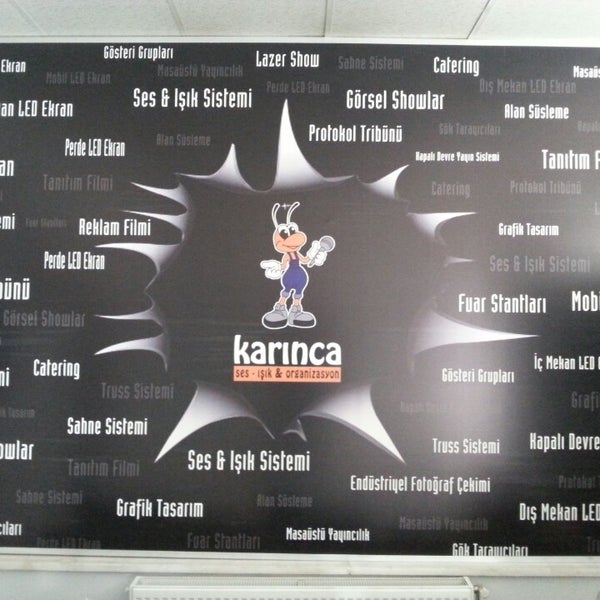 Gösteri Grupları
Ekran
Mobil LED Ekran
Masaüstü Yayıncılık
Lazer Show
Sahne Sistemi
Catering
Perde LED Ekran
Dış Mekan LED Ekran
LED Ekran
Ses & Işık Sistemi
Görsel Showlar
Alan Süsleme
Perde LED Ekran
Alan Süsleme
Protokol Tribünü
Gök Tarayıcıları
Kapalı Devre Yayın Sistemi
Tanıtım
Tanıtım Filmi
Catering
Protokol Tribünü
Reklam Filmi
Grafik Tasarım
Perde LED Ekran
Ses & Işık Sistemi
Fuar Stantları
Görsel Showlar
karınca
ses - ışık & organizasyon
Catering
İç Mekan LED
Gösteri Grupları
Truss Sistemi
Sahne Sistemi
Truss Sistemi
Kapalı Devre
Tanıtım Filmi
Ses & Işık Sistemi
Endüstriyel Fotoğraf Çekimi
Sahne Sistemi
Grafik Tasarım
Alan Süsleme
Dış Mekan LED
Masaüstü Yayıncılık
Fuar Stantları
Masaüstü Yayıncılık
Gök Tarayıcıları